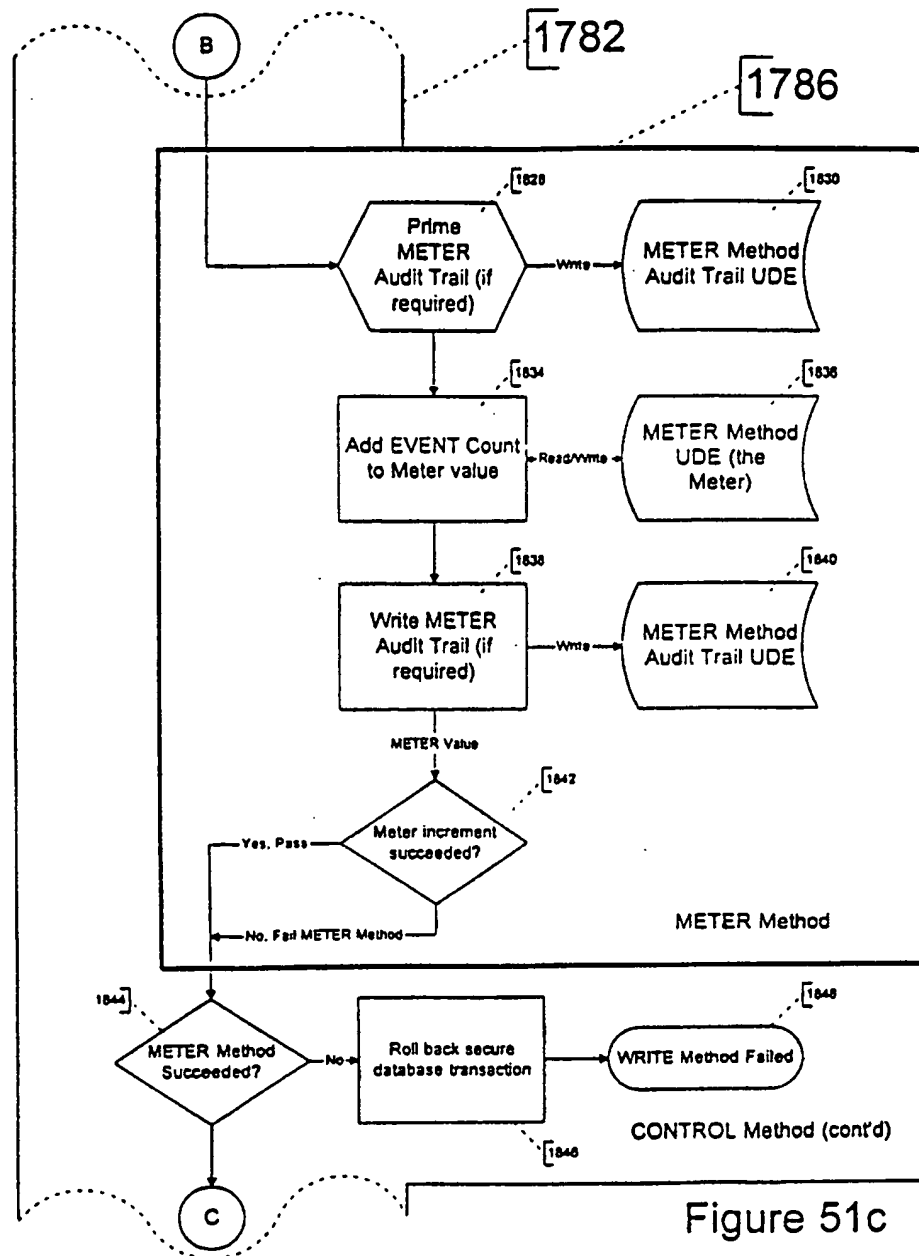 B
1782
1786
1828
Prime
METER
Audit Trail (if
required)
Write
1830
METER Method
Audit Trail UDE
1834
Add EVENT Count
to Meter value
Read/Write
1836
METER Method
UDE (the
Meter)
1838
Write METER
Audit Trail (if
required)
Write
1840
METER Method
Audit Trail UDE
METER Value
1842
Meter increment
succeeded?
Yes, Pass
No, Fail METER Method
METER Method
1844
METER Method
Succeeded?
No
Roll back secure
database transaction
1846
1848
WRITE Method Failed
CONTROL Method (cont'd)
C
Figure 51c